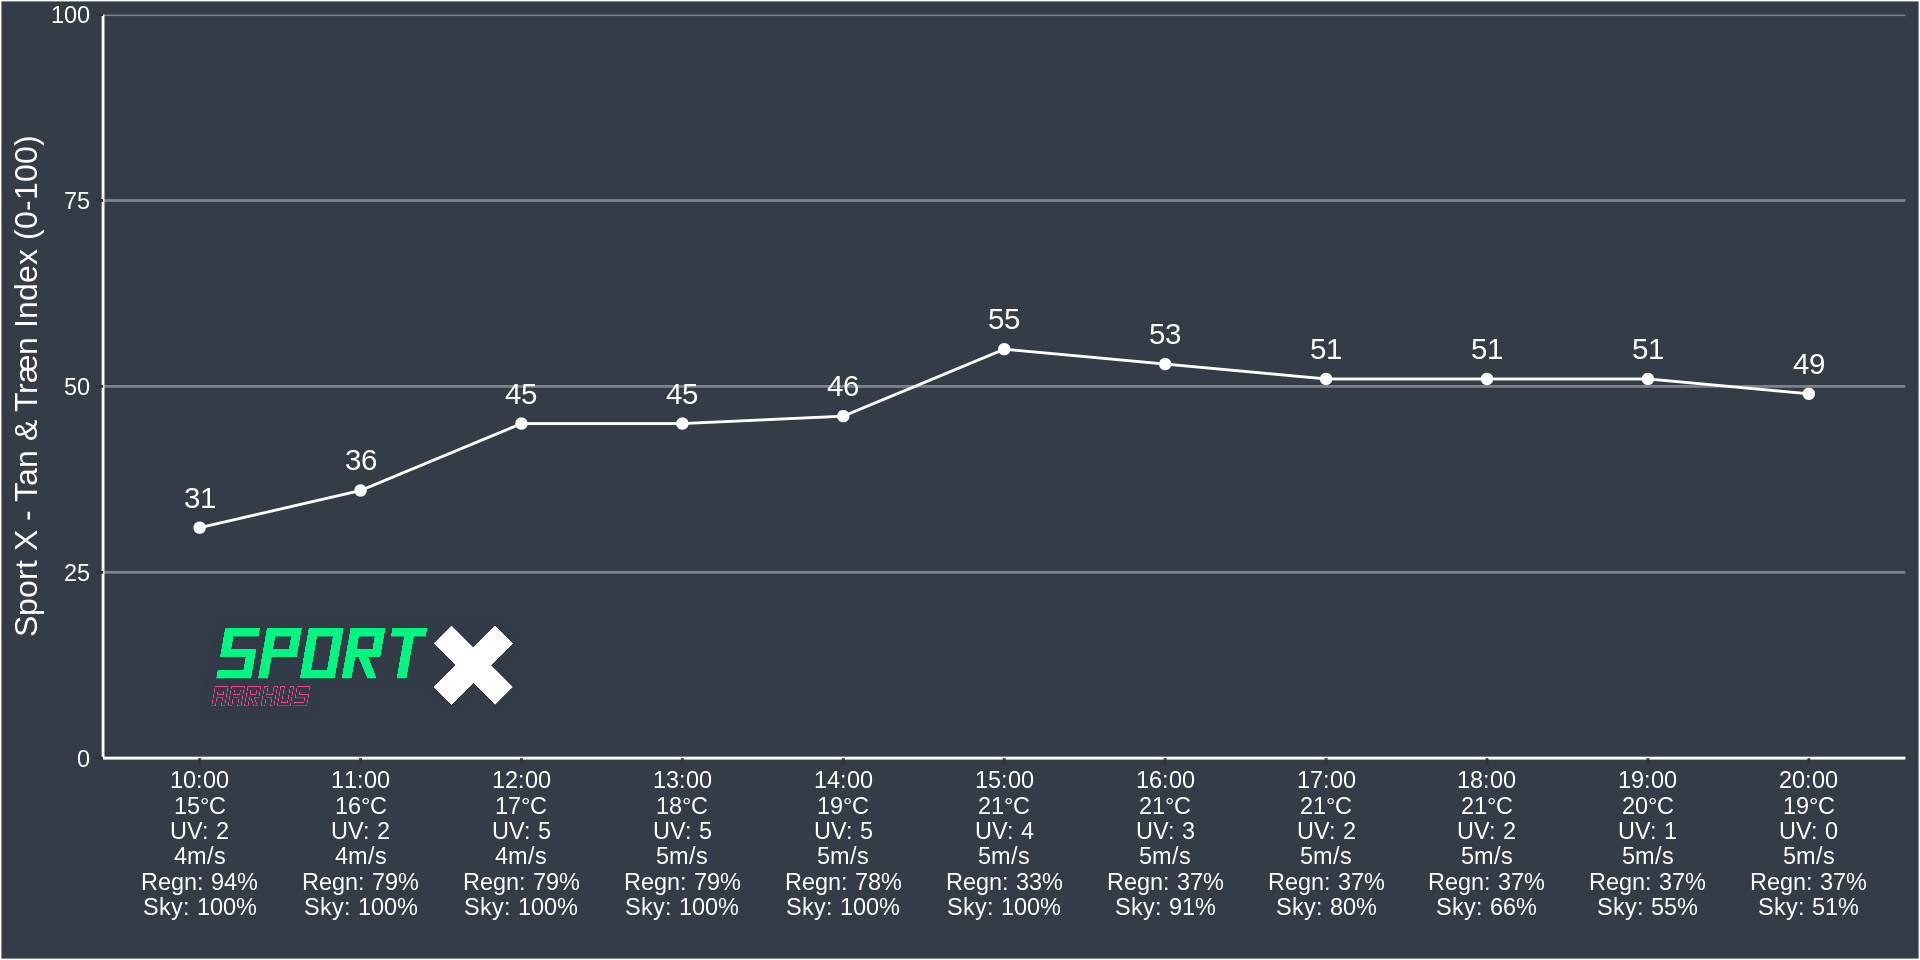 Sport X - Tan & Træn Index (0-100)
100
75
50
25
0
31
36
45
45
46
55
53
51
51
51
49
SPORT X
AARHUS
10:00 11:00 12:00 13:00 14:00 15:00 16:00 17:00 18:00 19:00 20:00
15°C 16°C 17°C 18°C 19°C 21°C 21°C 21°C 21°C 20°C 19°C
UV: 2 UV: 2 UV: 5 UV: 5 UV: 5 UV: 4 UV: 3 UV: 2 UV: 2 UV: 1 UV: 0
4m/s 4m/s 4m/s 5m/s 5m/s 5m/s 5m/s 5m/s 5m/s 5m/s 5m/s
Regn: 94% Regn: 79% Regn: 79% Regn: 79% Regn: 78% Regn: 33% Regn: 37% Regn: 37% Regn: 37% Regn: 37% Regn: 37%
Sky: 100% Sky: 100% Sky: 100% Sky: 100% Sky: 100% Sky: 100% Sky: 91% Sky: 80% Sky: 66% Sky: 55% Sky: 51%